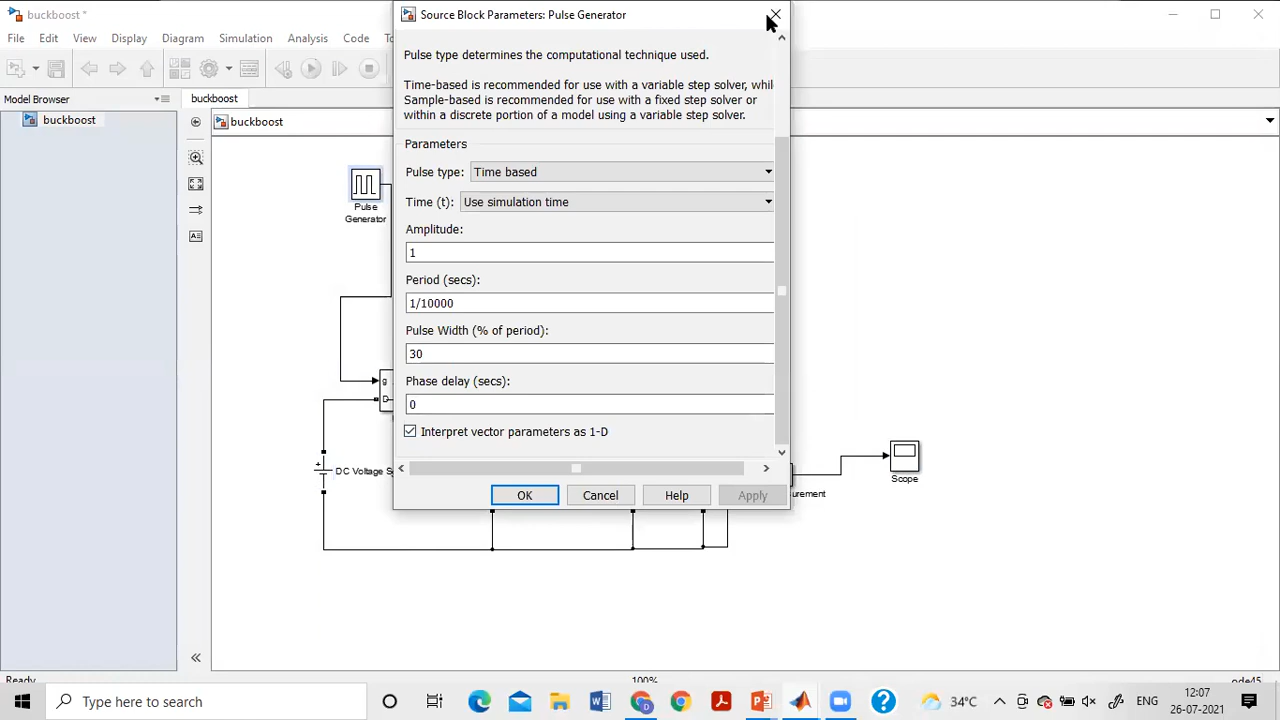 buckboost *
Source Block Parameters: Pulse Generator
File Edit View Display Diagram Simulation Analysis Code
Model Browser
buckboost
buckboost
buckboost
Pulse type determines the computational technique used.
Time-based is recommended for use with a variable step solver, while
Sample-based is recommended for use with a fixed step solver or
within a discrete portion of a model using a variable step solver.
Parameters
Pulse type: Time based
Time (t): Use simulation time
Amplitude:
1
Period (secs):
1/10000
Pulse Width (% of period):
30
Phase delay (secs):
0
Interpret vector parameters as 1-D
OK Cancel Help Apply
Pulse
Generator
g
D
+
DC Voltage S
urement
Scope
Ready
100%
ode45
Type here to search
34°C
ENG
12:07
26-07-2021